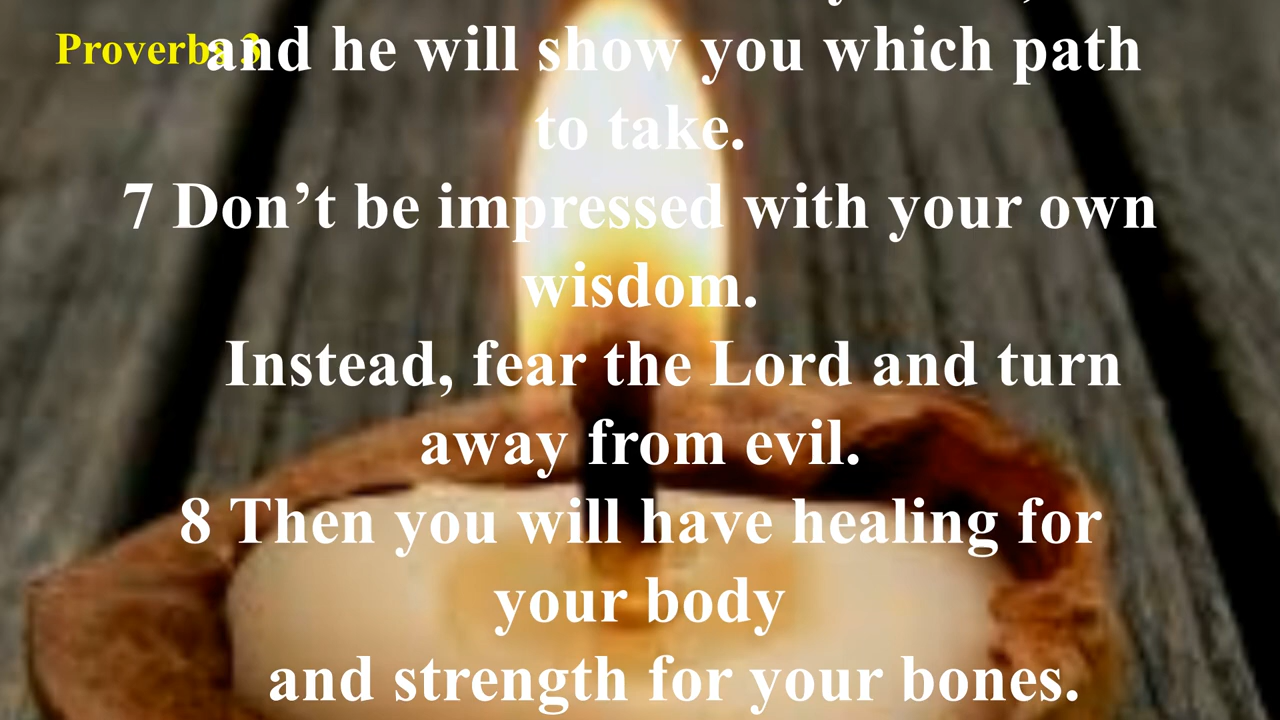 Proverbs 3
and he will show you which path
to take.
7 Don’t be impressed with your own
wisdom.
Instead, fear the Lord and turn
away from evil.
8 Then you will have healing for
your body
and strength for your bones.